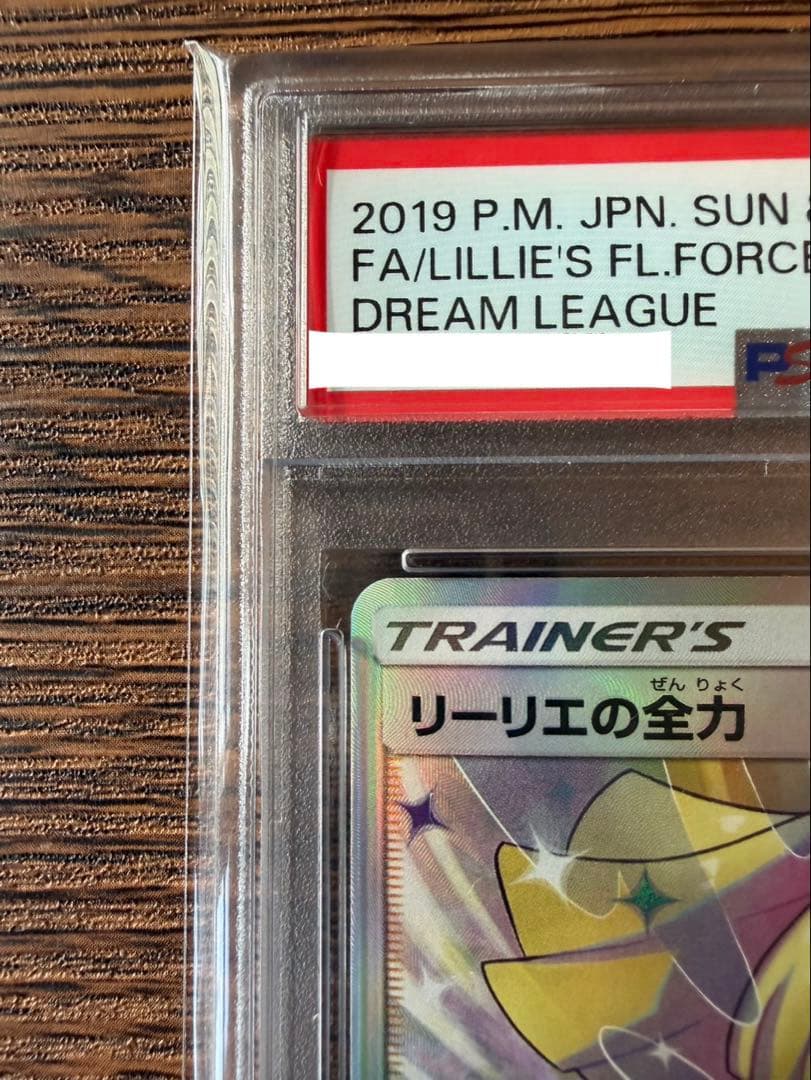 2019 P.M. JPN. SUN &
FA/LILLIE'S FL.FORCE
DREAM LEAGUE
PS
TRAINER'S
ぜんりょく
リーリエの全力